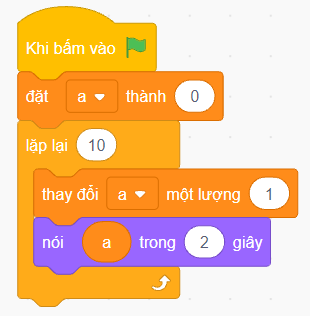 Khi bấm vào
đặt a thành 0
lặp lại 10
thay đổi a một lượng 1
nói a trong 2 giây